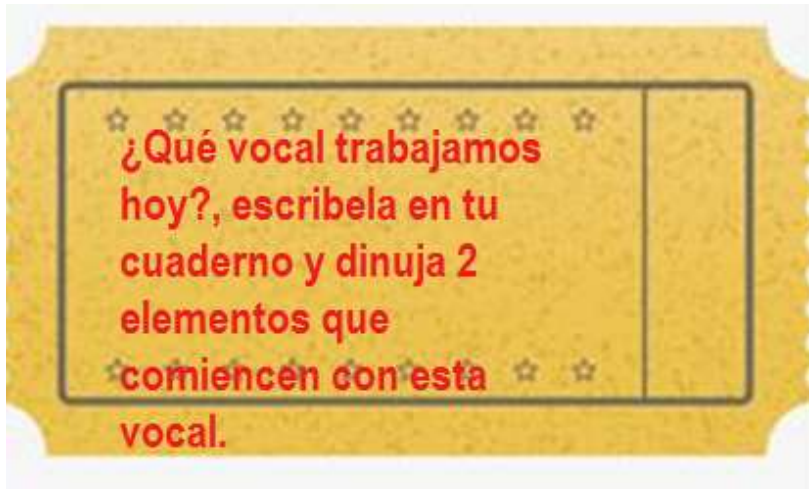 ¿Qué vocal trabajamos
hoy?, escribela en tu
cuaderno y dinuja 2
elementos que
comiencen con esta
vocal.